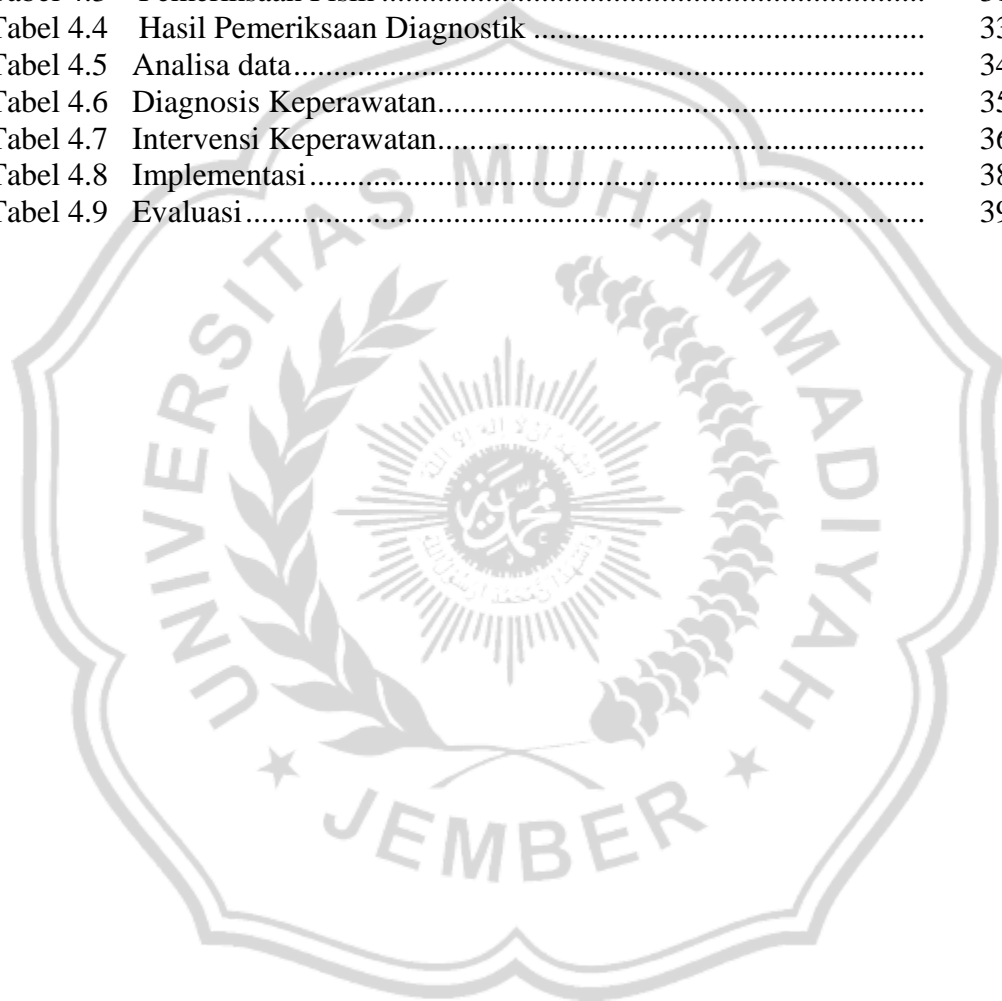 Pemeriksaan Fisik
Tabel 4.4 Hasil Pemeriksaan Diagnostik ........................................................ 33
Tabel 4.5 Analisa data.......................................................................................... 34
Tabel 4.6 Diagnosis Keperawatan..................................................................... 35
Tabel 4.7 Intervensi Keperawatan..................................................................... 36
Tabel 4.8 Implementasi....................................................................................... 38
Tabel 4.9 Evaluasi................................................................................................. 39
UNIVERSITAS MUHAMMADIYAH
JEMBER